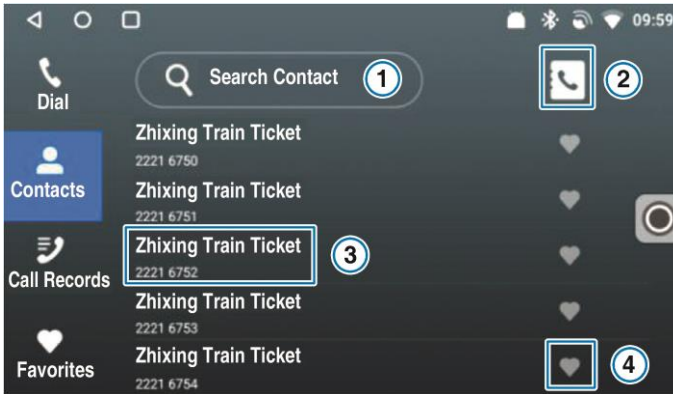 09:59
Dial
Search Contact 1
2
Contacts
Zhixing Train Ticket
2221 6750
Zhixing Train Ticket
2221 6751
Zhixing Train Ticket
2221 6752
3
Call Records
Zhixing Train Ticket
2221 6753
Favorites
Zhixing Train Ticket
2221 6754
4